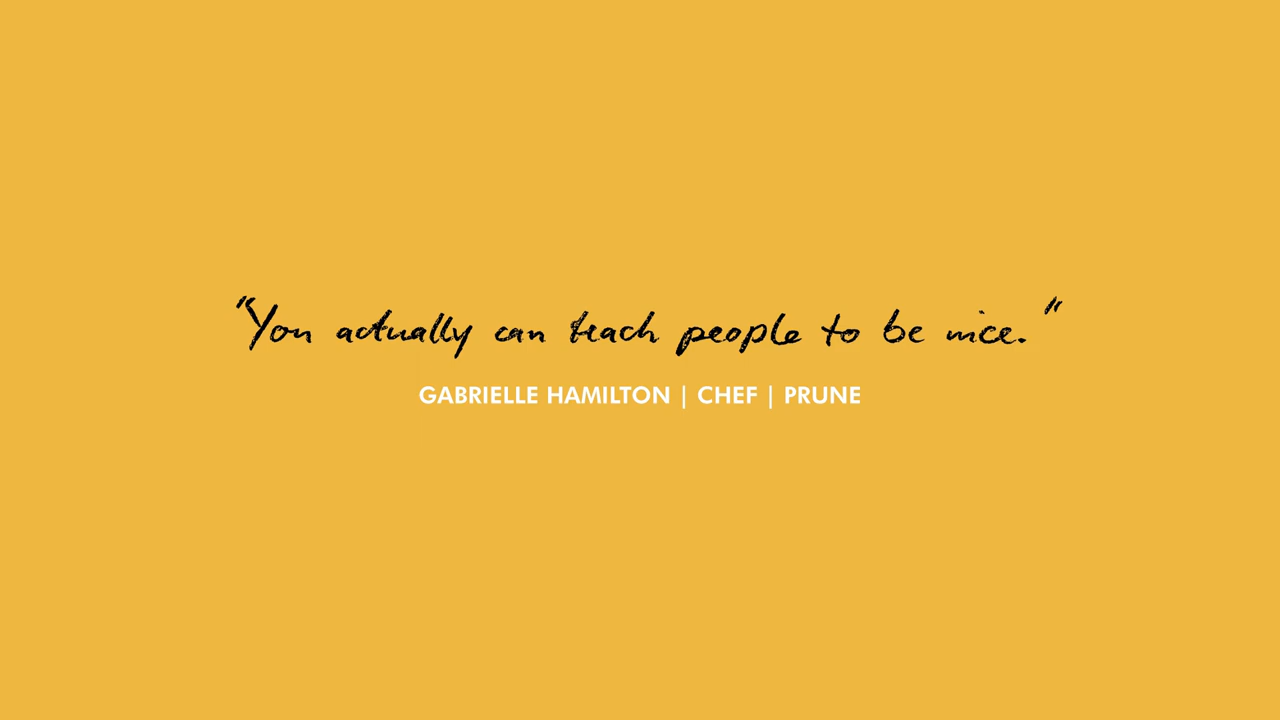 "You actually can teach people to be nice."
GABRIELLE HAMILTON | CHEF | PRUNE